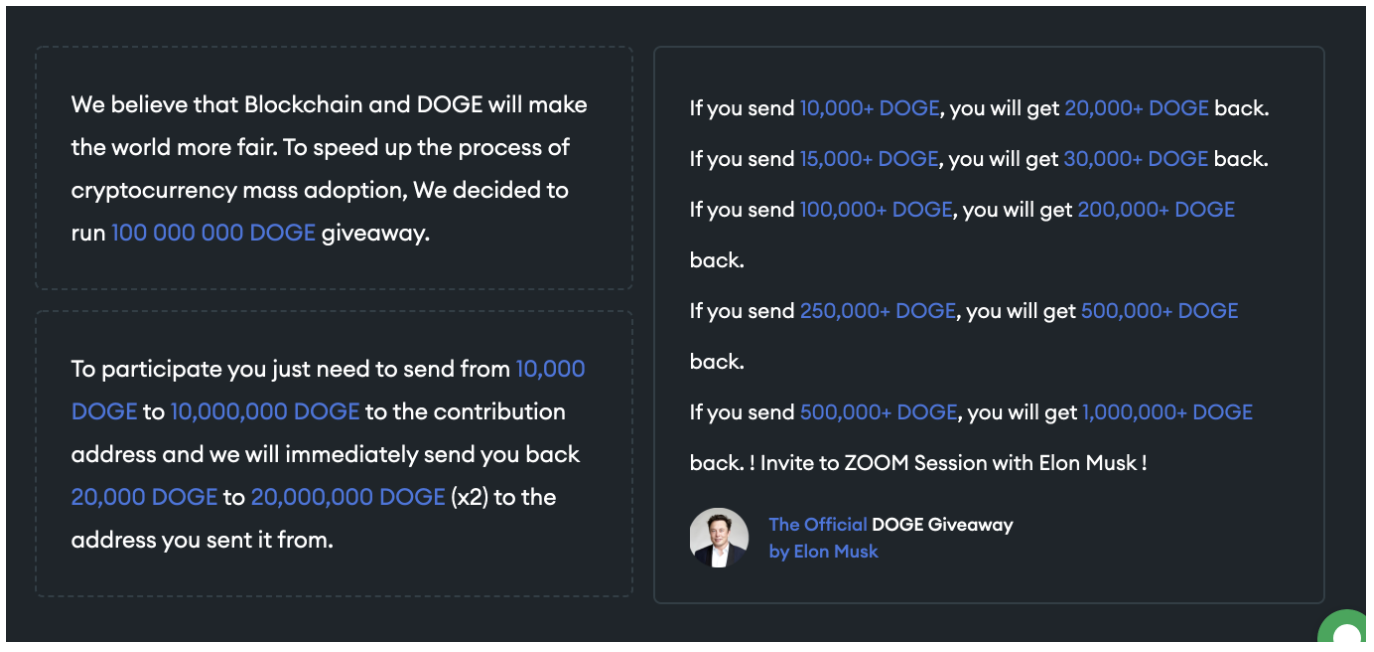 We believe that Blockchain and DOGE will make
the world more fair. To speed up the process of
cryptocurrency mass adoption, We decided to
run 100 000 000 DOGE giveaway.
To participate you just need to send from 10,000
DOGE to 10,000,000 DOGE to the contribution
address and we will immediately send you back
20,000 DOGE to 20,000,000 DOGE (x2) to the
address you sent it from.
If you send 10,000+ DOGE, you will get 20,000+ DOGE back.
If you send 15,000+ DOGE, you will get 30,000+ DOGE back.
If you send 100,000+ DOGE, you will get 200,000+ DOGE
back.
If you send 250,000+ DOGE, you will get 500,000+ DOGE
back.
If you send 500,000+ DOGE, you will get 1,000,000+ DOGE
back. ! Invite to ZOOM Session with Elon Musk !
The Official DOGE Giveaway
by Elon Musk